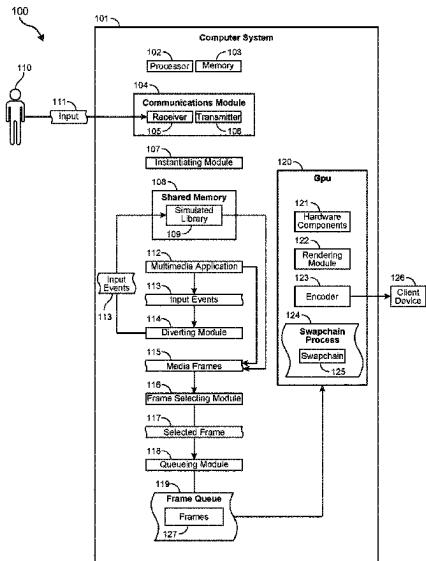 100
101
Computer System
110
111
Input
102
103
Processor
Memory
104
Communications Module
Receiver
Transmitter
105
106
107
Instantiating Module
108
Shared Memory
Simulated
Library
109
112
Multimedia Application
Input
Events
113
113
Input Events
114
Diverting Module
115
Media Frames
116
Frame Selecting Module
117
Selected Frame
118
Queueing Module
119
Frame Queue
Frames
127
120
Gpu
121
Hardware
Components
122
Rendering
Module
123
Encoder
126
Client
Device
124
Swapchain
Process
Swapchain
125